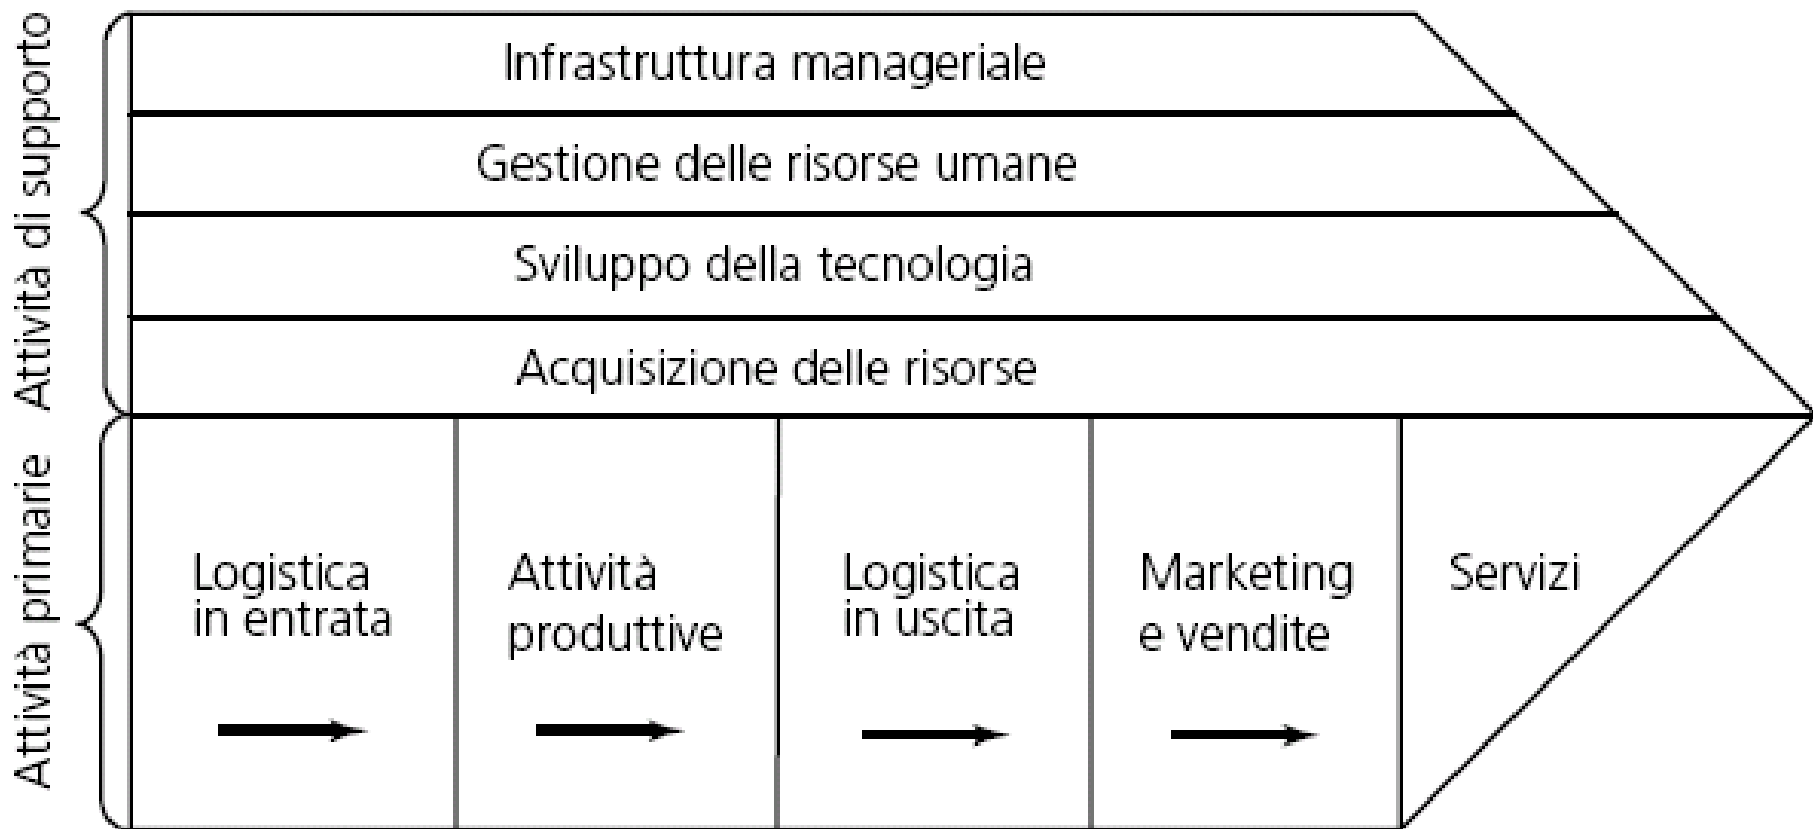 Attività di supporto
Infrastruttura manageriale
Gestione delle risorse umane
Sviluppo della tecnologia
Acquisizione delle risorse
Attività primarie
Logistica
in entrata
Attività
produttive
Logistica
in uscita
Marketing
e vendite
Servizi